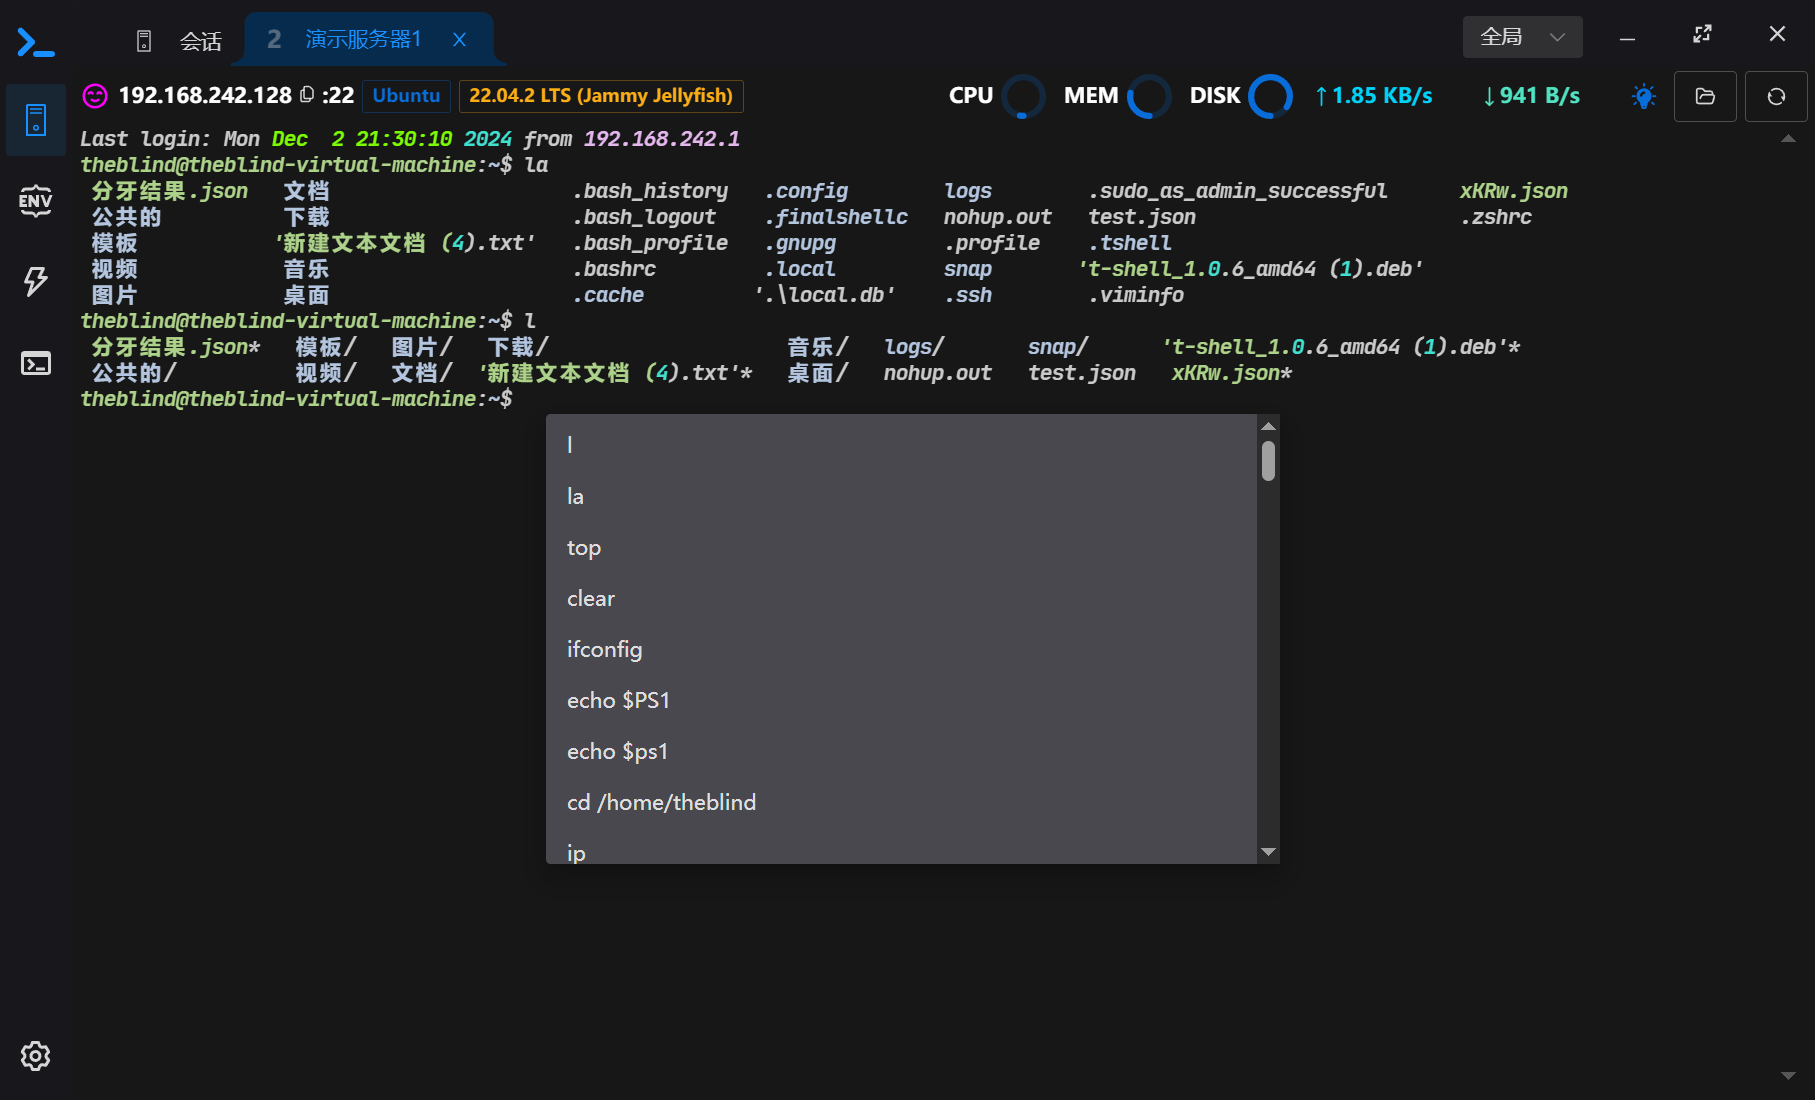 会话
2 演示服务器1 X
全局
192.168.242.128 :22 Ubuntu 22.04.2 LTS (Jammy Jellyfish) CPU MEM DISK ↑1.85 KB/s ↓941 B/s
Last login: Mon Dec  2 21:30:10 2024 from 192.168.242.1
theblind@theblind-virtual-machine:~$ la
分牙结果.json 文档 .bash_history .config logs .sudo_as_admin_successful xKRw.json
公共的 下载 .bash_logout .finalshellc nohup.out test.json .zshrc
模板 '新建文本文档 (4).txt' .bash_profile .gnupg .profile .tshell
视频 音乐 .bashrc .local snap 't-shell_1.0.6_amd64 (1).deb'
图片 桌面 .cache '.\local.db' .ssh .viminfo
theblind@theblind-virtual-machine:~$ l
分牙结果.json* 模板/ 图片/ 下载/ 音乐/ logs/ snap/ 't-shell_1.0.6_amd64 (1).deb'*
公共的/ 视频/ 文档/ '新建文本文档 (4).txt'* 桌面/ nohup.out test.json xKRw.json*
theblind@theblind-virtual-machine:~$
ENV
l
la
top
clear
ifconfig
echo $PS1
echo $ps1
cd /home/theblind
ip